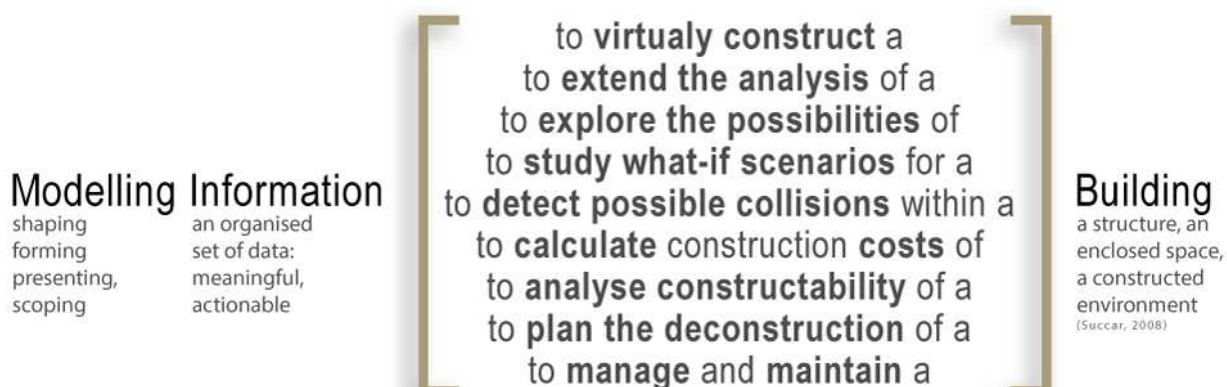 Modelling Information
shaping
forming
presenting,
scoping
an organised
set of data:
meaningful,
actionable
to virtualy construct a
to extend the analysis of a
to explore the possibilities of
to study what-if scenarios for a
to detect possible collisions within a
to calculate construction costs of
to analyse constructability of a
to plan the deconstruction of a
to manage and maintain a
Building
a structure, an
enclosed space,
a constructed
environment
(Succar, 2008)